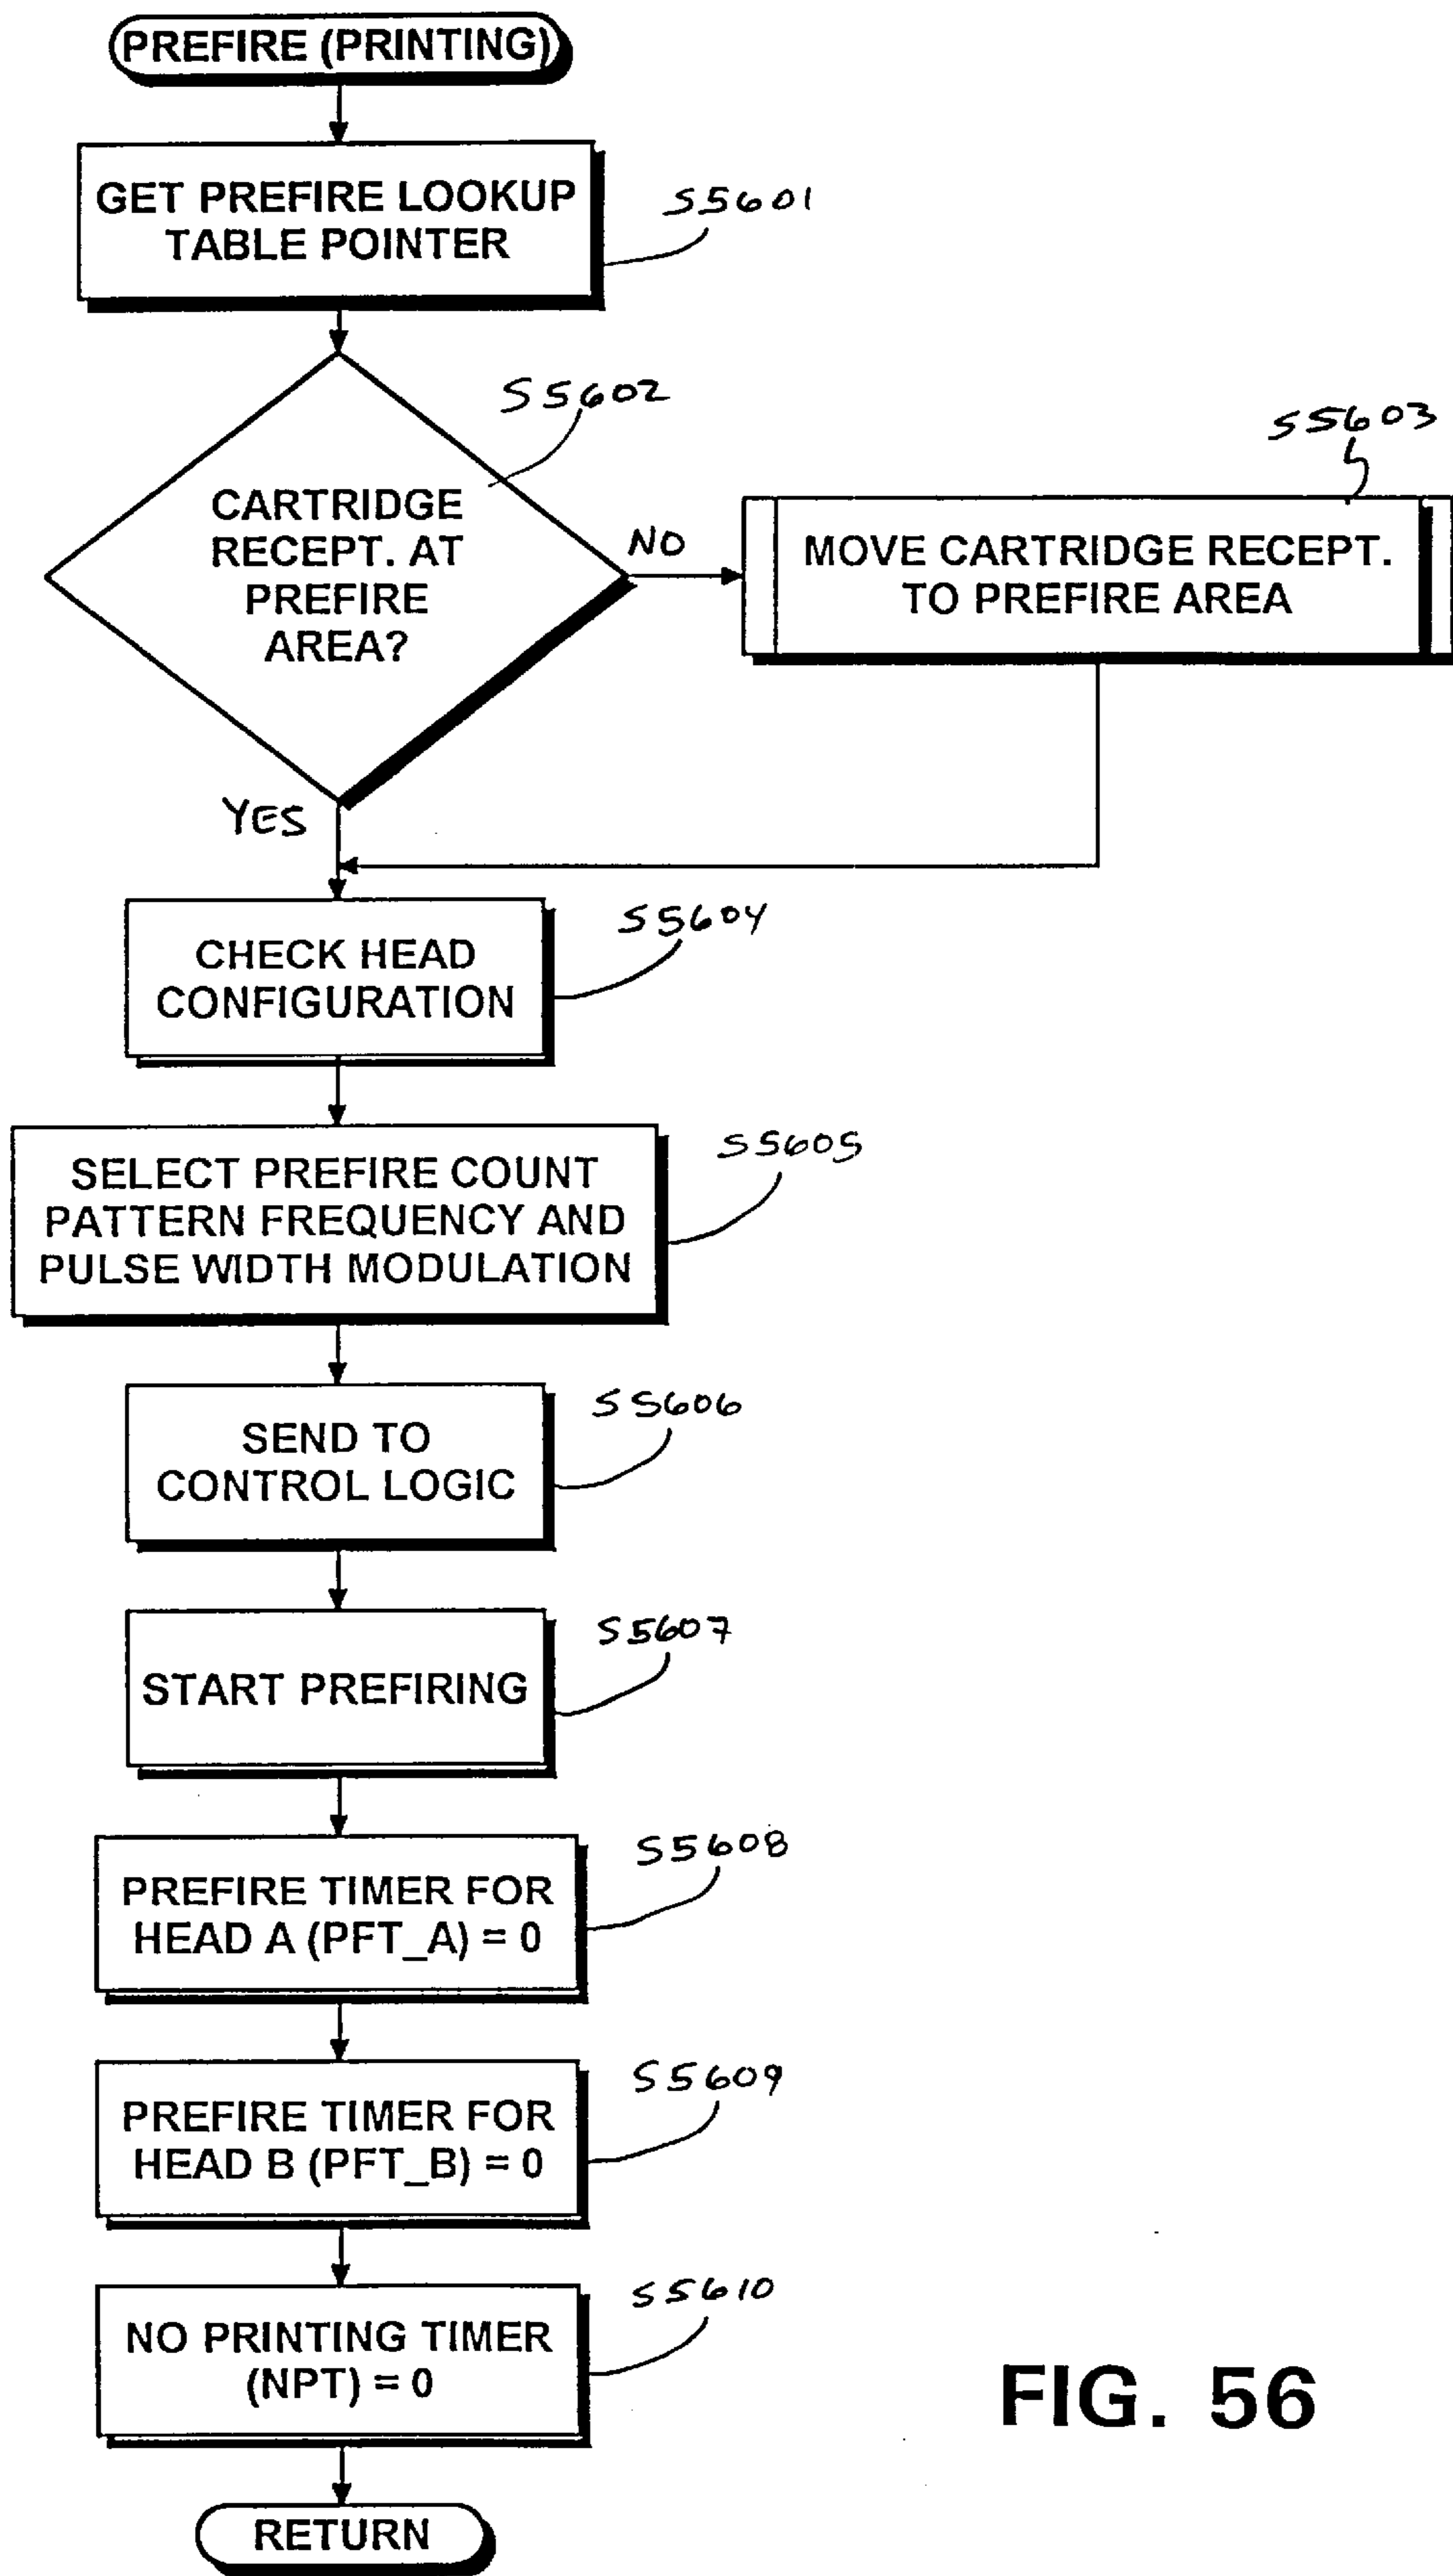 PREFIRE (PRINTING)
GET PREFIRE LOOKUP
TABLE POINTER
S5601
S5602
CARTRIDGE
RECEPT. AT
PREFIRE
AREA?
NO
S5603
MOVE CARTRIDGE RECEPT.
TO PREFIRE AREA
YES
S5604
CHECK HEAD
CONFIGURATION
S5605
SELECT PREFIRE COUNT
PATTERN FREQUENCY AND
PULSE WIDTH MODULATION
S5606
SEND TO
CONTROL LOGIC
S5607
START PREFIRING
S5608
PREFIRE TIMER FOR
HEAD A (PFT_A) = 0
S5609
PREFIRE TIMER FOR
HEAD B (PFT_B) = 0
S5610
NO PRINTING TIMER
(NPT) = 0
RETURN
FIG. 56